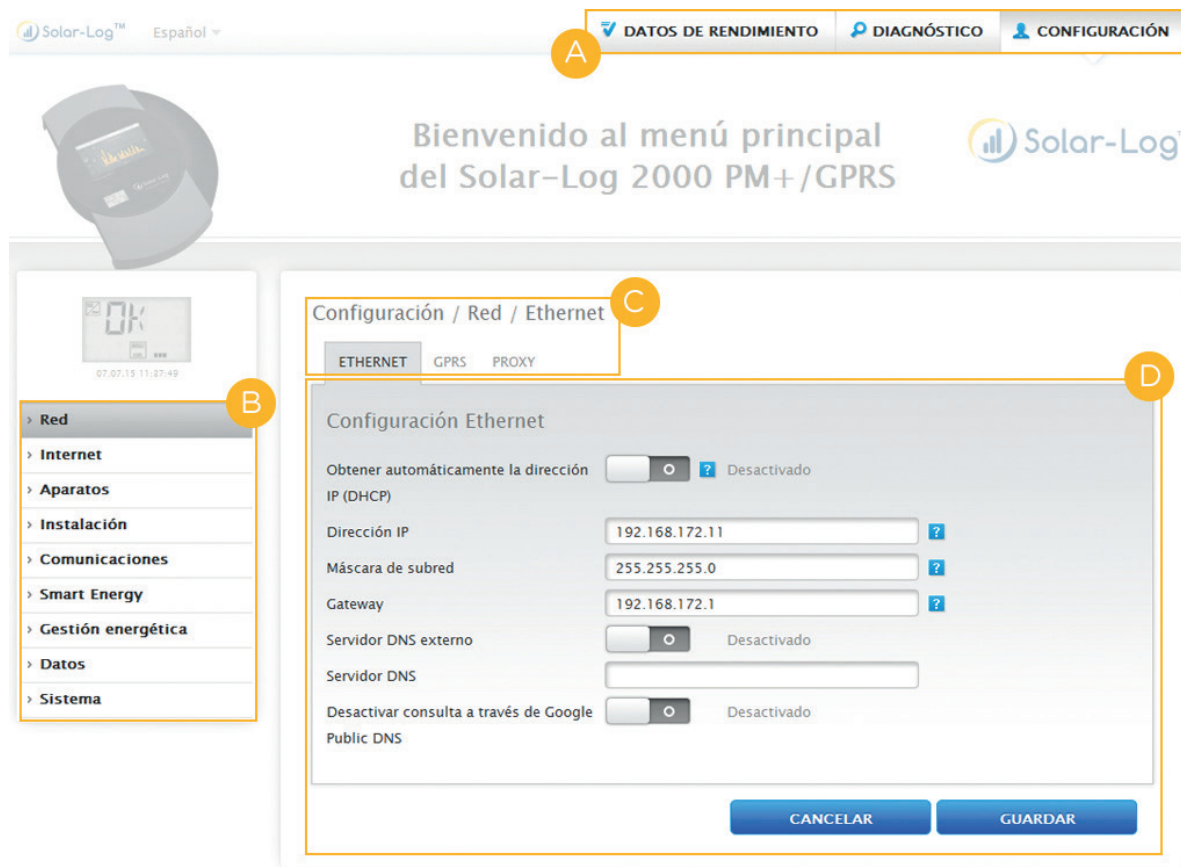 Solar-Log™ Español
DATOS DE RENDIMIENTO DIAGNÓSTICO CONFIGURACIÓN
A
Bienvenido al menú principal
del Solar-Log 2000 PM+/GPRS
Solar-Log
OK
07.07.15 11:27:49
B
Red
Internet
Aparatos
Instalación
Comunicaciones
Smart Energy
Gestión energética
Datos
Sistema
C
Configuración / Red / Ethernet
ETHERNET GPRS PROXY
D
Configuración Ethernet
Obtener automáticamente la dirección ? Desactivado
IP (DHCP)
Dirección IP 192.168.172.11 ?
Máscara de subred 255.255.255.0 ?
Gateway 192.168.172.1 ?
Servidor DNS externo Desactivado
Servidor DNS
Desactivar consulta a través de Google Desactivado
Public DNS
CANCELAR GUARDAR